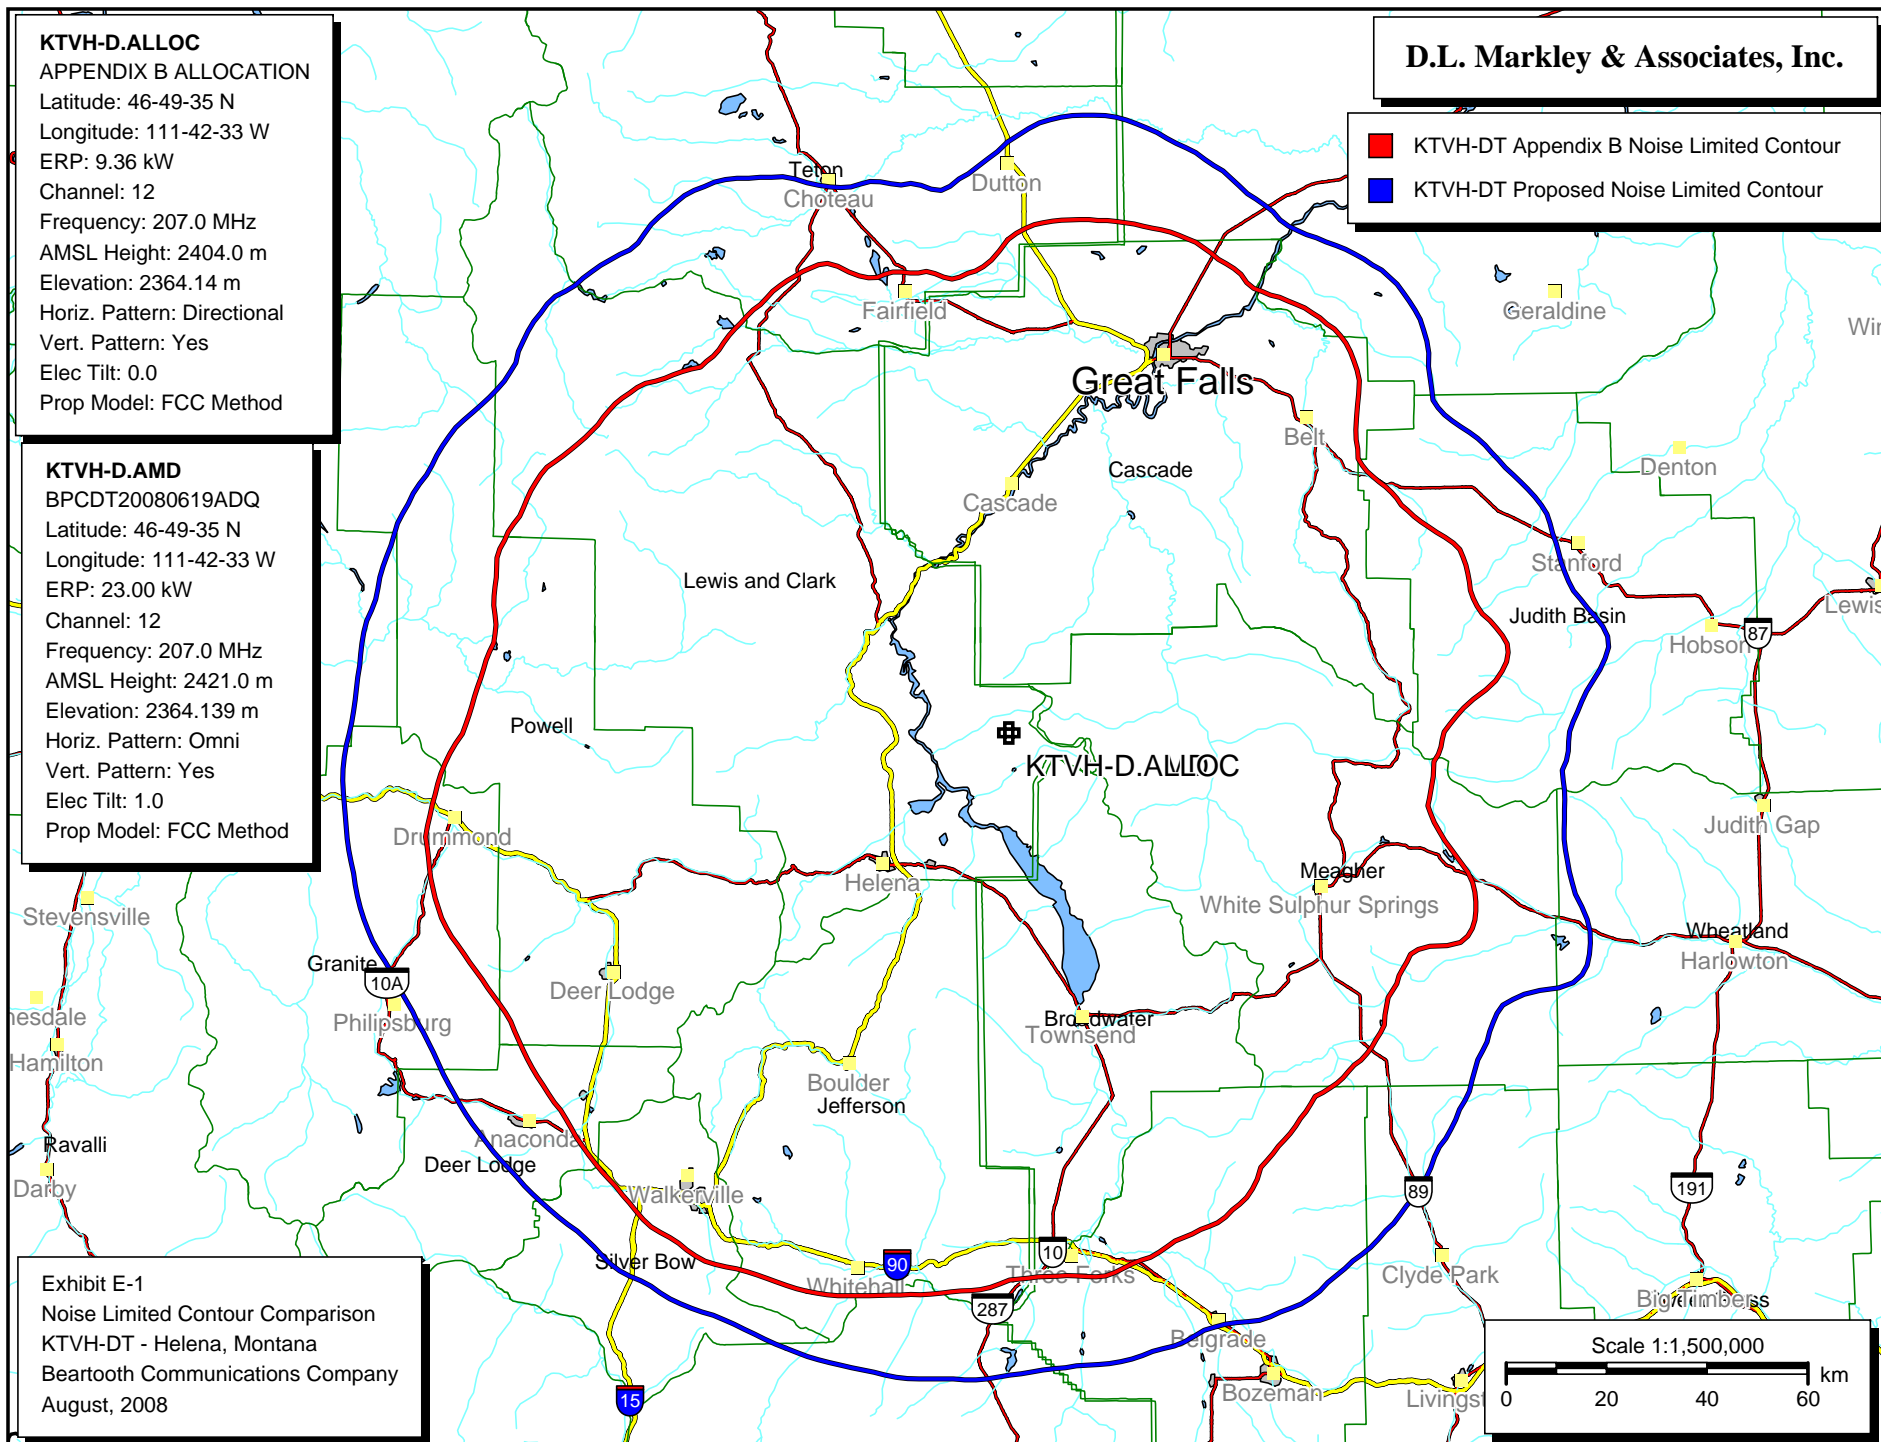 KTVH-D.ALLOC
APPENDIX B ALLOCATION
Latitude: 46-49-35 N
Longitude: 111-42-33 W
ERP: 9.36 kW
Channel: 12
Frequency: 207.0 MHz
AMSL Height: 2404.0 m
Elevation: 2364.14 m
Horiz. Pattern: Directional
Vert. Pattern: Yes
Elec Tilt: 0.0
Prop Model: FCC Method
KTVH-D.AMD
BPCDT20080619ADQ
Latitude: 46-49-35 N
Longitude: 111-42-33 W
ERP: 23.00 kW
Channel: 12
Frequency: 207.0 MHz
AMSL Height: 2421.0 m
Elevation: 2364.139 m
Horiz. Pattern: Omni
Vert. Pattern: Yes
Elec Tilt: 1.0
Prop Model: FCC Method
D.L. Markley & Associates, Inc.
KTVH-DT Appendix B Noise Limited Contour
KTVH-DT Proposed Noise Limited Contour
Teton
Choteau
Dutton
Fairfield
Geraldine
Great Falls
Belt
Cascade
Cascade
Denton
Stanford
Lewis and Clark
Judith Basin
Hobson
87
Lewis
Powell
KTVH-D.ALLOC
Drummond
Judith Gap
Helena
Meagher
White Sulphur Springs
Stevensville
Wheatland
Harlowton
Granite
10A
Deer Lodge
Philipsburg
Broadwater
Townsend
nesdale
Hamilton
Boulder
Jefferson
Anaconda
Deer Lodge
Ravalli
Darby
Walkerville
89
191
Silver Bow
90
Whitehall
10
Three Forks
Clyde Park
287
Big Timber
Belgrade
Bozeman
Livingst
15
Exhibit E-1
Noise Limited Contour Comparison
KTVH-DT - Helena, Montana
Beartooth Communications Company
August, 2008
Scale 1:1,500,000
km
0 20 40 60